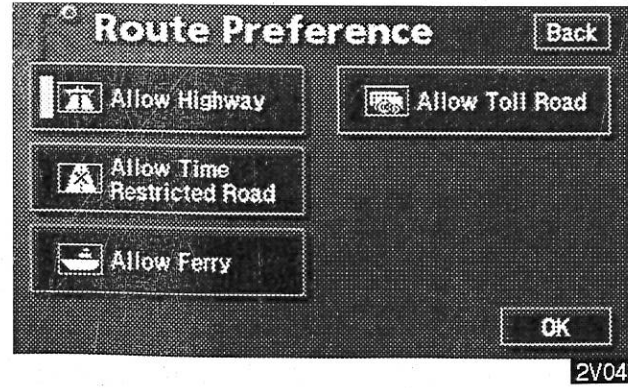 Route Preference
Back
Allow Highway
Allow Toll Road
Allow Time
Restricted Road
Allow Ferry
OK
2V04